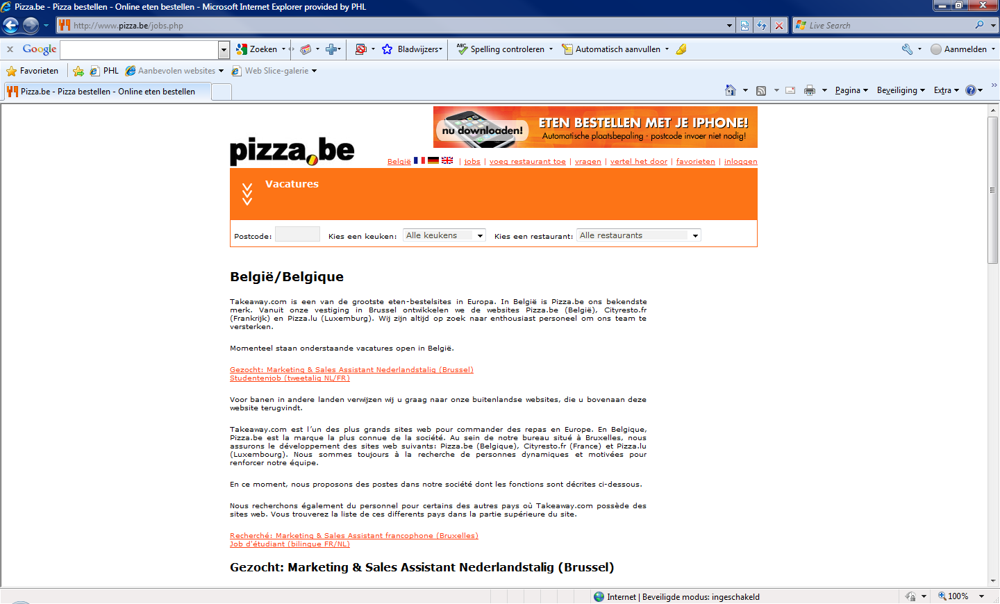 Pizza.be - Pizza bestellen - Online eten bestellen - Microsoft Internet Explorer provided by PHL
http://www.pizza.be/jobs.php
Live Search
x Google Zoeken Bladwijzers Spelling controleren Automatisch aanvullen Aanmelden
Favorieten PHL Aanbevolen websites Web Slice-galerie
Pizza.be - Pizza bestellen - Online eten bestellen
Pagina Beveiliging Extra
nu downloaden!
ETEN BESTELLEN MET JE IPHONE!
Automatische plaatsbepaling - postcode invoer niet nodig!
pizza.be
België | jobs | voeg restaurant toe | vragen | vertel het door | favorieten | inloggen
Vacatures
Postcode: Kies een keuken: Alle keukens Kies een restaurant: Alle restaurants
België/Belgique
Takeaway.com is een van de grootste eten-bestelsites in Europa. In België is Pizza.be ons bekendste
merk. Vanuit onze vestiging in Brussel ontwikkelen we de websites Pizza.be (België), Cityresto.fr
(Frankrijk) en Pizza.lu (Luxemburg). Wij zijn altijd op zoek naar enthousiast personeel om ons team te
versterken.
Momenteel staan onderstaande vacatures open in België.
Gezocht: Marketing & Sales Assistant Nederlandstalig (Brussel)
Studentenjob (tweetalig NL/FR)
Voor banen in andere landen verwijzen wij u graag naar onze buitenlandse websites, die u bovenaan deze
website terugvindt.
Takeaway.com est l'un des plus grands sites web pour commander des repas en Europe. En Belgique,
Pizza.be est la marque la plus connue de la société. Au sein de notre bureau situé à Bruxelles, nous
assurons le développement des sites web suivants: Pizza.be (Belgique), Cityresto.fr (France) et Pizza.lu
(Luxembourg). Nous sommes toujours à la recherche de personnes dynamiques et motivées pour
renforcer notre équipe.
En ce moment, nous proposons des postes dans notre société dont les fonctions sont décrites ci-dessous.
Nous recherchons également du personnel pour certains des autres pays où Takeaway.com possède des
sites web. Vous trouverez la liste de ces differents pays dans la partie supérieure du site.
Recherché: Marketing & Sales Assistant francophone (Bruxelles)
Job d'étudiant (bilingue FR/NL)
Gezocht: Marketing & Sales Assistant Nederlandstalig (Brussel)
Internet | Beveiligde modus: ingeschakeld
100%